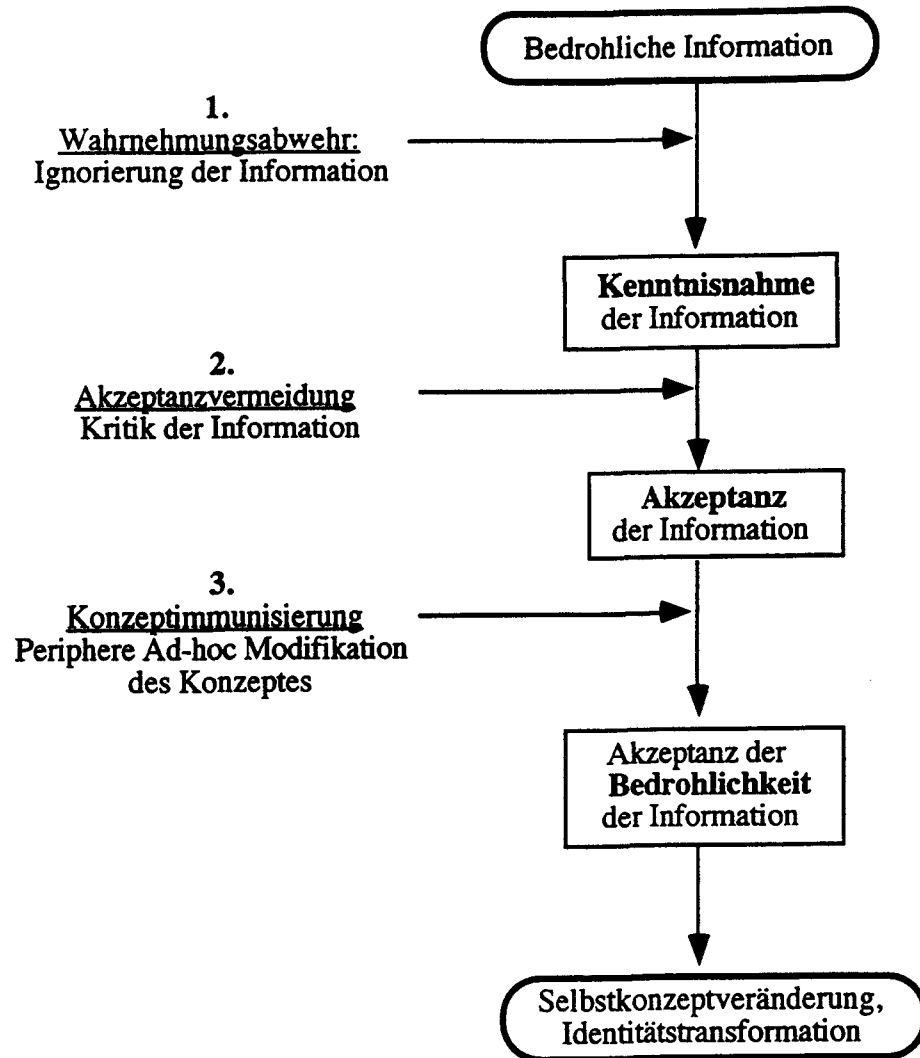 Bedrohliche Information
1.
Wahrnehmungsabwehr:
Ignorierung der Information
Kenntnisnahme
der Information
2.
Akzeptanzvermeidung
Kritik der Information
Akzeptanz
der Information
3.
Konzeptimmunisierung
Periphere Ad-hoc Modifikation
des Konzeptes
Akzeptanz der
Bedrohlichkeit
der Information
Selbstkonzeptveränderung,
Identitätstransformation